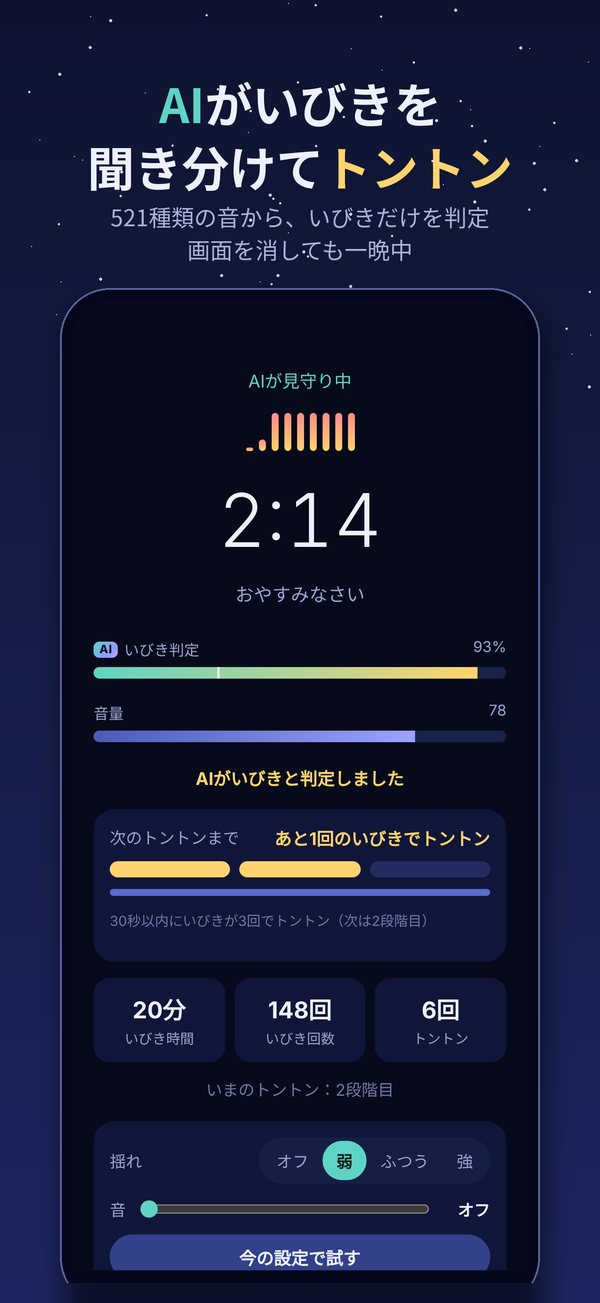 AIがいびきを
聞き分けてトントン
521種類の音から、いびきだけを判定
画面を消しても一晩中
AIが見守り中
2:14
おやすみなさい
AI いびき判定 93%
音量 78
AIがいびきと判定しました
次のトントンまで あと1回のいびきでトントン
30秒以内にいびきが3回でトントン（次は2段階目）
20分 148回 6回
いびき時間 いびき回数 トントン
いまのトントン：2段階目
揺れ オフ 弱 ふつう 強
音 オフ
今の設定で試す